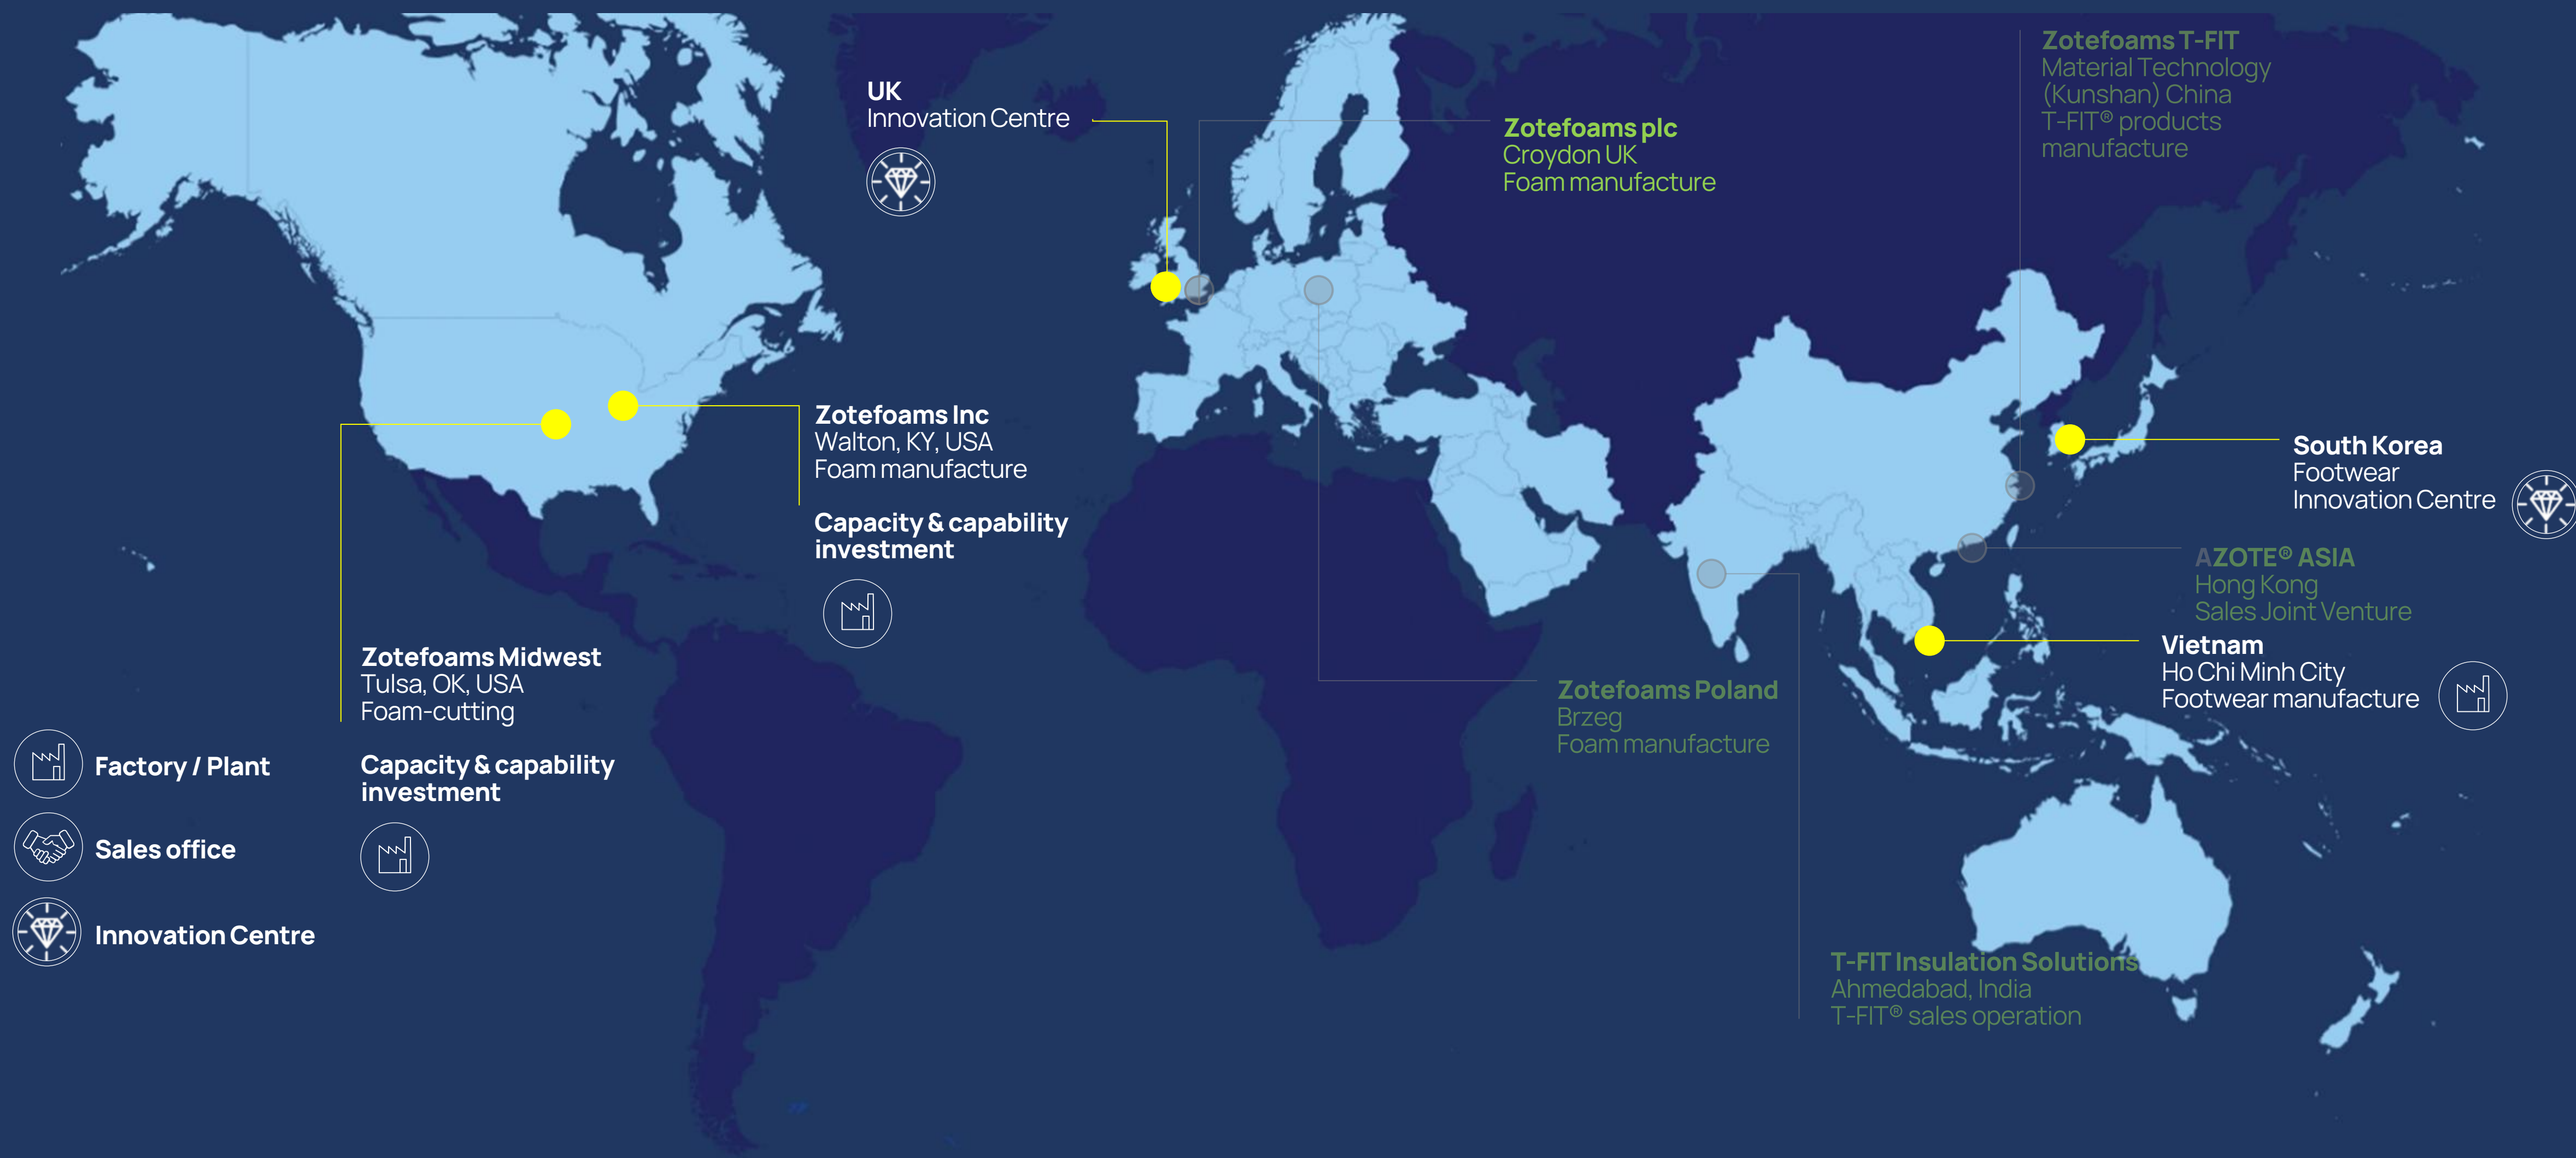 UK
Innovation Centre
Zotefoams plc
Croydon UK
Foam manufacture
Zotefoams T-FIT
Material Technology
(Kunshan) China
T-FIT® products
manufacture
Zotefoams Inc
Walton, KY, USA
Foam manufacture
Capacity & capability
investment
South Korea
Footwear
Innovation Centre
AZOTE® ASIA
Hong Kong
Sales Joint Venture
Vietnam
Ho Chi Minh City
Footwear manufacture
Zotefoams Midwest
Tulsa, OK, USA
Foam-cutting
Capacity & capability
investment
Zotefoams Poland
Brzeg
Foam manufacture
Factory / Plant
Sales office
Innovation Centre
T-FIT Insulation Solutions
Ahmedabad, India
T-FIT® sales operation